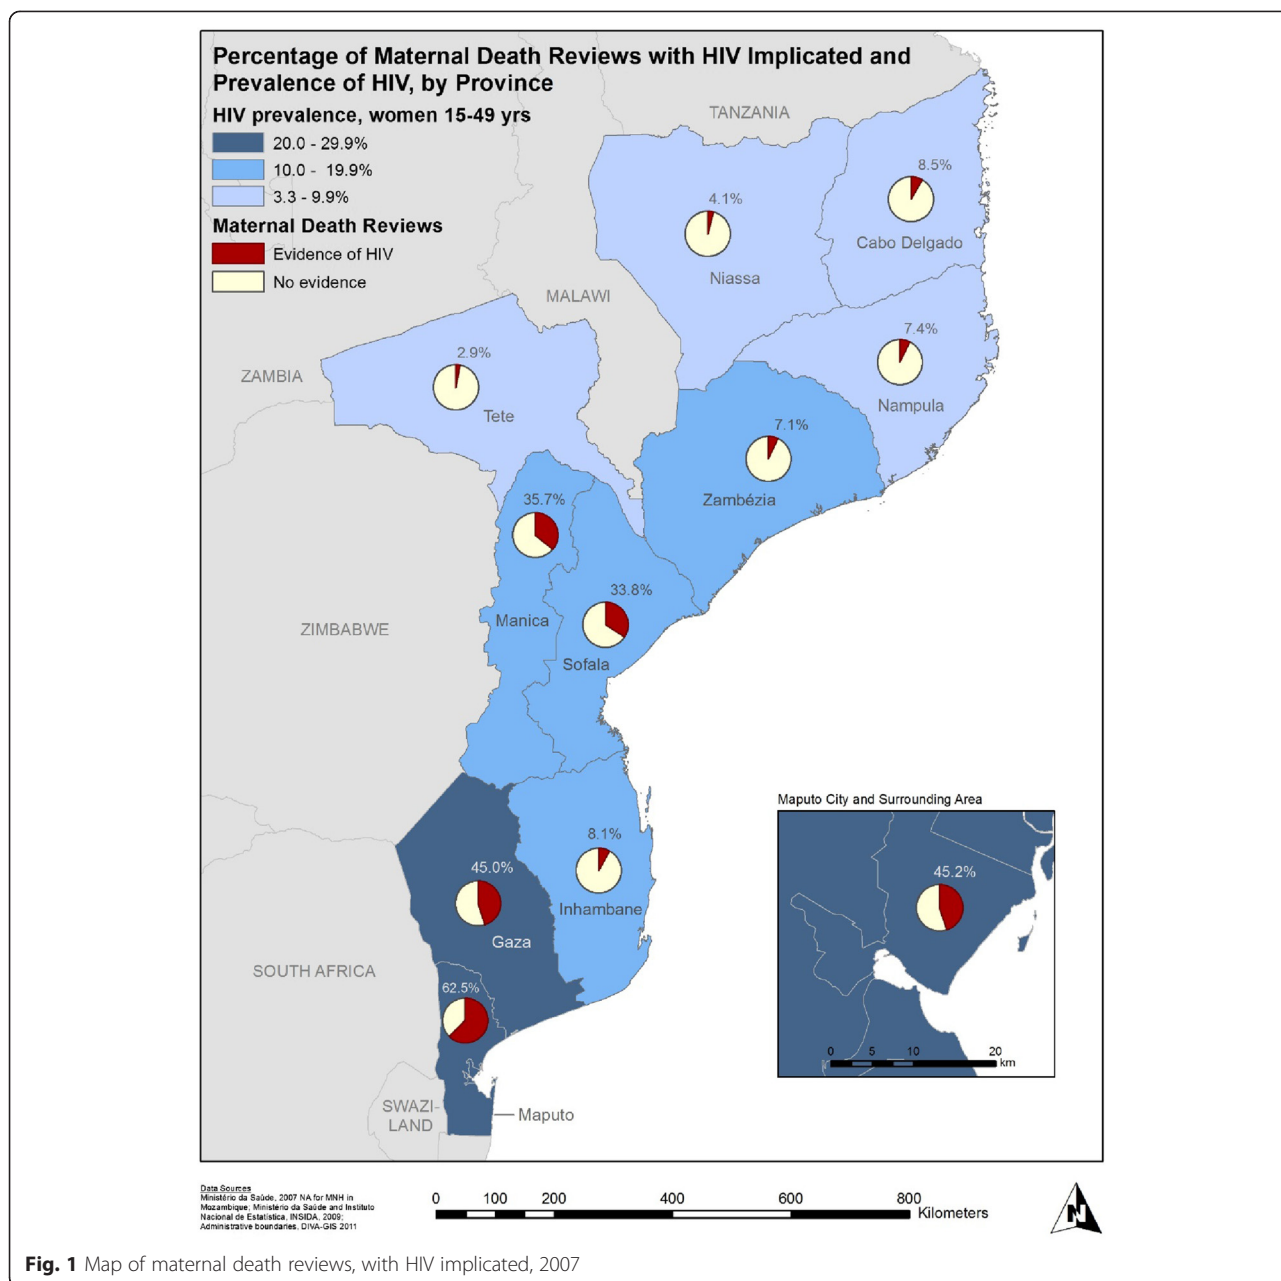 Percentage of Maternal Death Reviews with HIV Implicated and
Prevalence of HIV, by Province
HIV prevalence, women 15-49 yrs
20.0 - 29.9%
10.0 - 19.9%
3.3 - 9.9%
Maternal Death Reviews
Evidence of HIV
No evidence
TANZANIA
8.5%
Cabo Delgado
4.1%
Niassa
MALAWI
7.4%
Nampula
ZAMBIA
2.9%
Tete
7.1%
Zambézia
35.7%
Manica
33.8%
Sofala
ZIMBABWE
8.1%
Inhambane
45.0%
Gaza
SOUTH AFRICA
62.5%
SWAZI-
LAND
Maputo
Maputo City and Surrounding Area
45.2%
0 5 10 20
km
Data Sources
Ministério da Saúde, 2007 NA for MNH in
Mozambique; Ministério da Saúde and Instituto
Nacional de Estatística, INSIDA, 2009;
Administrative boundaries, DIVA-GIS 2011
0 100 200 400 600 800
Kilometers
N
Fig. 1 Map of maternal death reviews, with HIV implicated, 2007